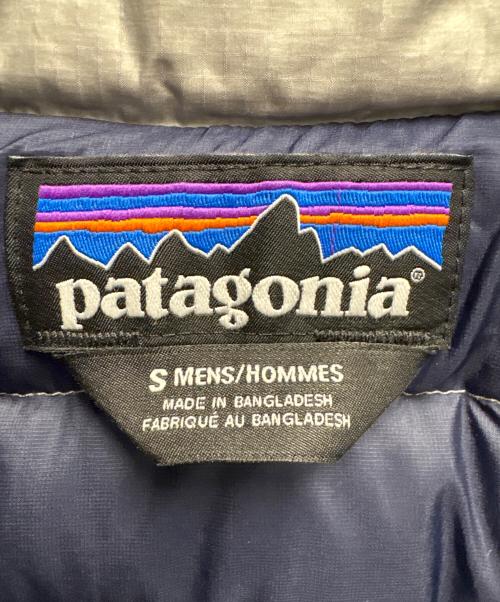 patagonia®
S MENS/HOMMES
MADE IN BANGLADESH
FABRIQUÉ AU BANGLADESH